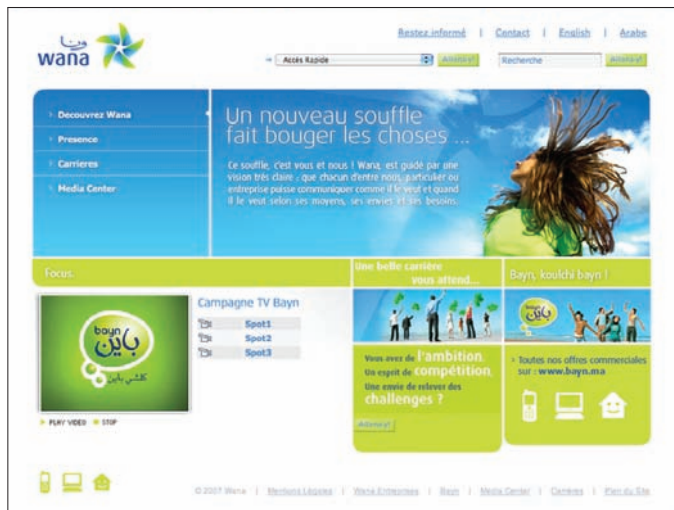 ونا
wana
Restez informé | Contact | English | Arabe
Accès Rapide
Recherche
Decouvrez Wana
Presence
Carrieres
Media Center
Un nouveau souffle
fait bouger les choses ...
Ce souffle, c'est vous et nous ! Wana, est guidé par une
vision très claire : que chacun d'entre nous, particulier ou
entreprise puisse communiquer comme il le veut et quand
il le veut selon ses moyens, ses envies et ses besoins.
Focus.
Campagne TV Bayn
Spot1
Spot2
Spot3
bayn
باين
كلشي باين
PLAY VIDEO STOP
Une belle carrière
vous attend...
Vous avez de l'ambition,
Un esprit de compétition,
Une envie de relever des
challenges ?
Bayn, koulchi bayn !
bayn
باين
Toutes nos offres commerciales
sur : www.bayn.ma
© 2007 Wana | Mentions Légales | Wana Entreprises | Bayn | Media Center | Carrières | Plan du Site